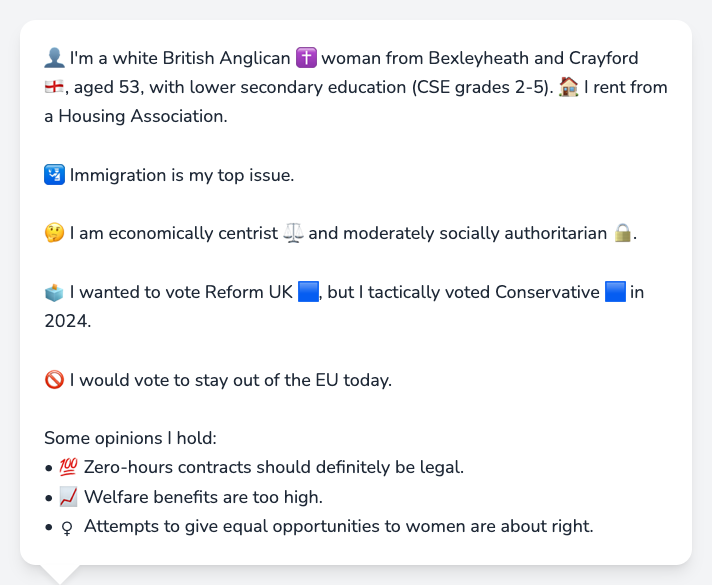 👤 I'm a white British Anglican ✝️ woman from Bexleyheath and Crayford
🏴󠁧󠁢󠁥󠁮󠁧󠁿, aged 53, with lower secondary education (CSE grades 2-5). 🏠 I rent from
a Housing Association.
🛂 Immigration is my top issue.
🤔 I am economically centrist ⚖️ and moderately socially authoritarian 🔒.
🗳️ I wanted to vote Reform UK 🟦, but I tactically voted Conservative 🟦 in
2024.
🚫 I would vote to stay out of the EU today.
Some opinions I hold:
• 💯 Zero-hours contracts should definitely be legal.
• 📈 Welfare benefits are too high.
• ♀ Attempts to give equal opportunities to women are about right.